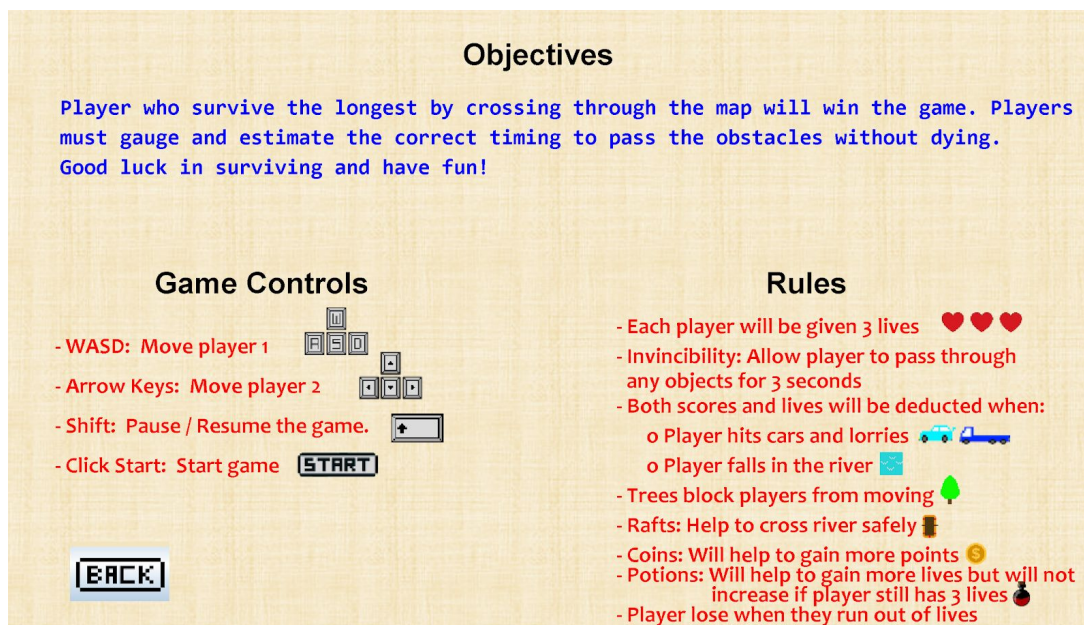 Objectives
Player who survive the longest by crossing through the map will win the game. Players
must gauge and estimate the correct timing to pass the obstacles without dying.
Good luck in surviving and have fun!
Game Controls
- WASD: Move player 1
W
A S D
- Arrow Keys: Move player 2
- Shift: Pause / Resume the game.
- Click Start: Start game
START
BACK
Rules
- Each player will be given 3 lives
- Invincibility: Allow player to pass through
any objects for 3 seconds
- Both scores and lives will be deducted when:
o Player hits cars and lorries
o Player falls in the river
- Trees block players from moving
- Rafts: Help to cross river safely
- Coins: Will help to gain more points
- Potions: Will help to gain more lives but will not
increase if player still has 3 lives
- Player lose when they run out of lives